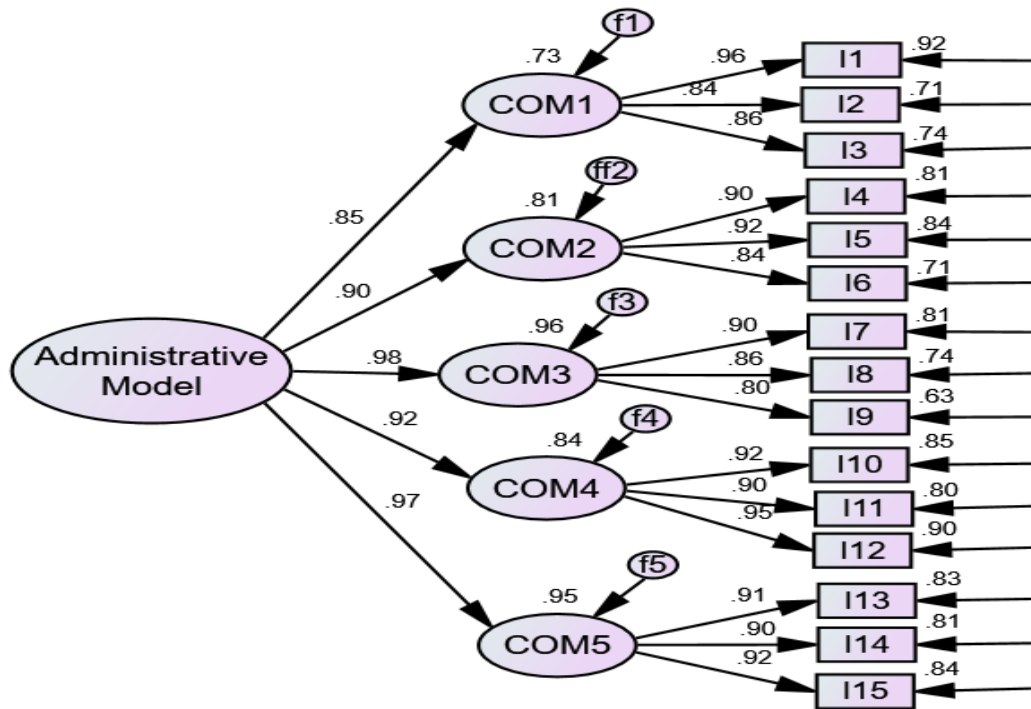 f1
.73
.96
I1
.92
COM1
.84
I2
.71
.86
I3
.74
.85
ff2
.81
.90
I4
.81
COM2
.92
I5
.84
.84
I6
.71
.90
f3
.96
.90
I7
.81
Administrative
Model
.98
COM3
.86
I8
.74
.80
I9
.63
.92
f4
.84
.92
I10
.85
COM4
.90
I11
.80
.95
I12
.90
.97
f5
.95
.91
I13
.83
COM5
.90
I14
.81
.92
I15
.84